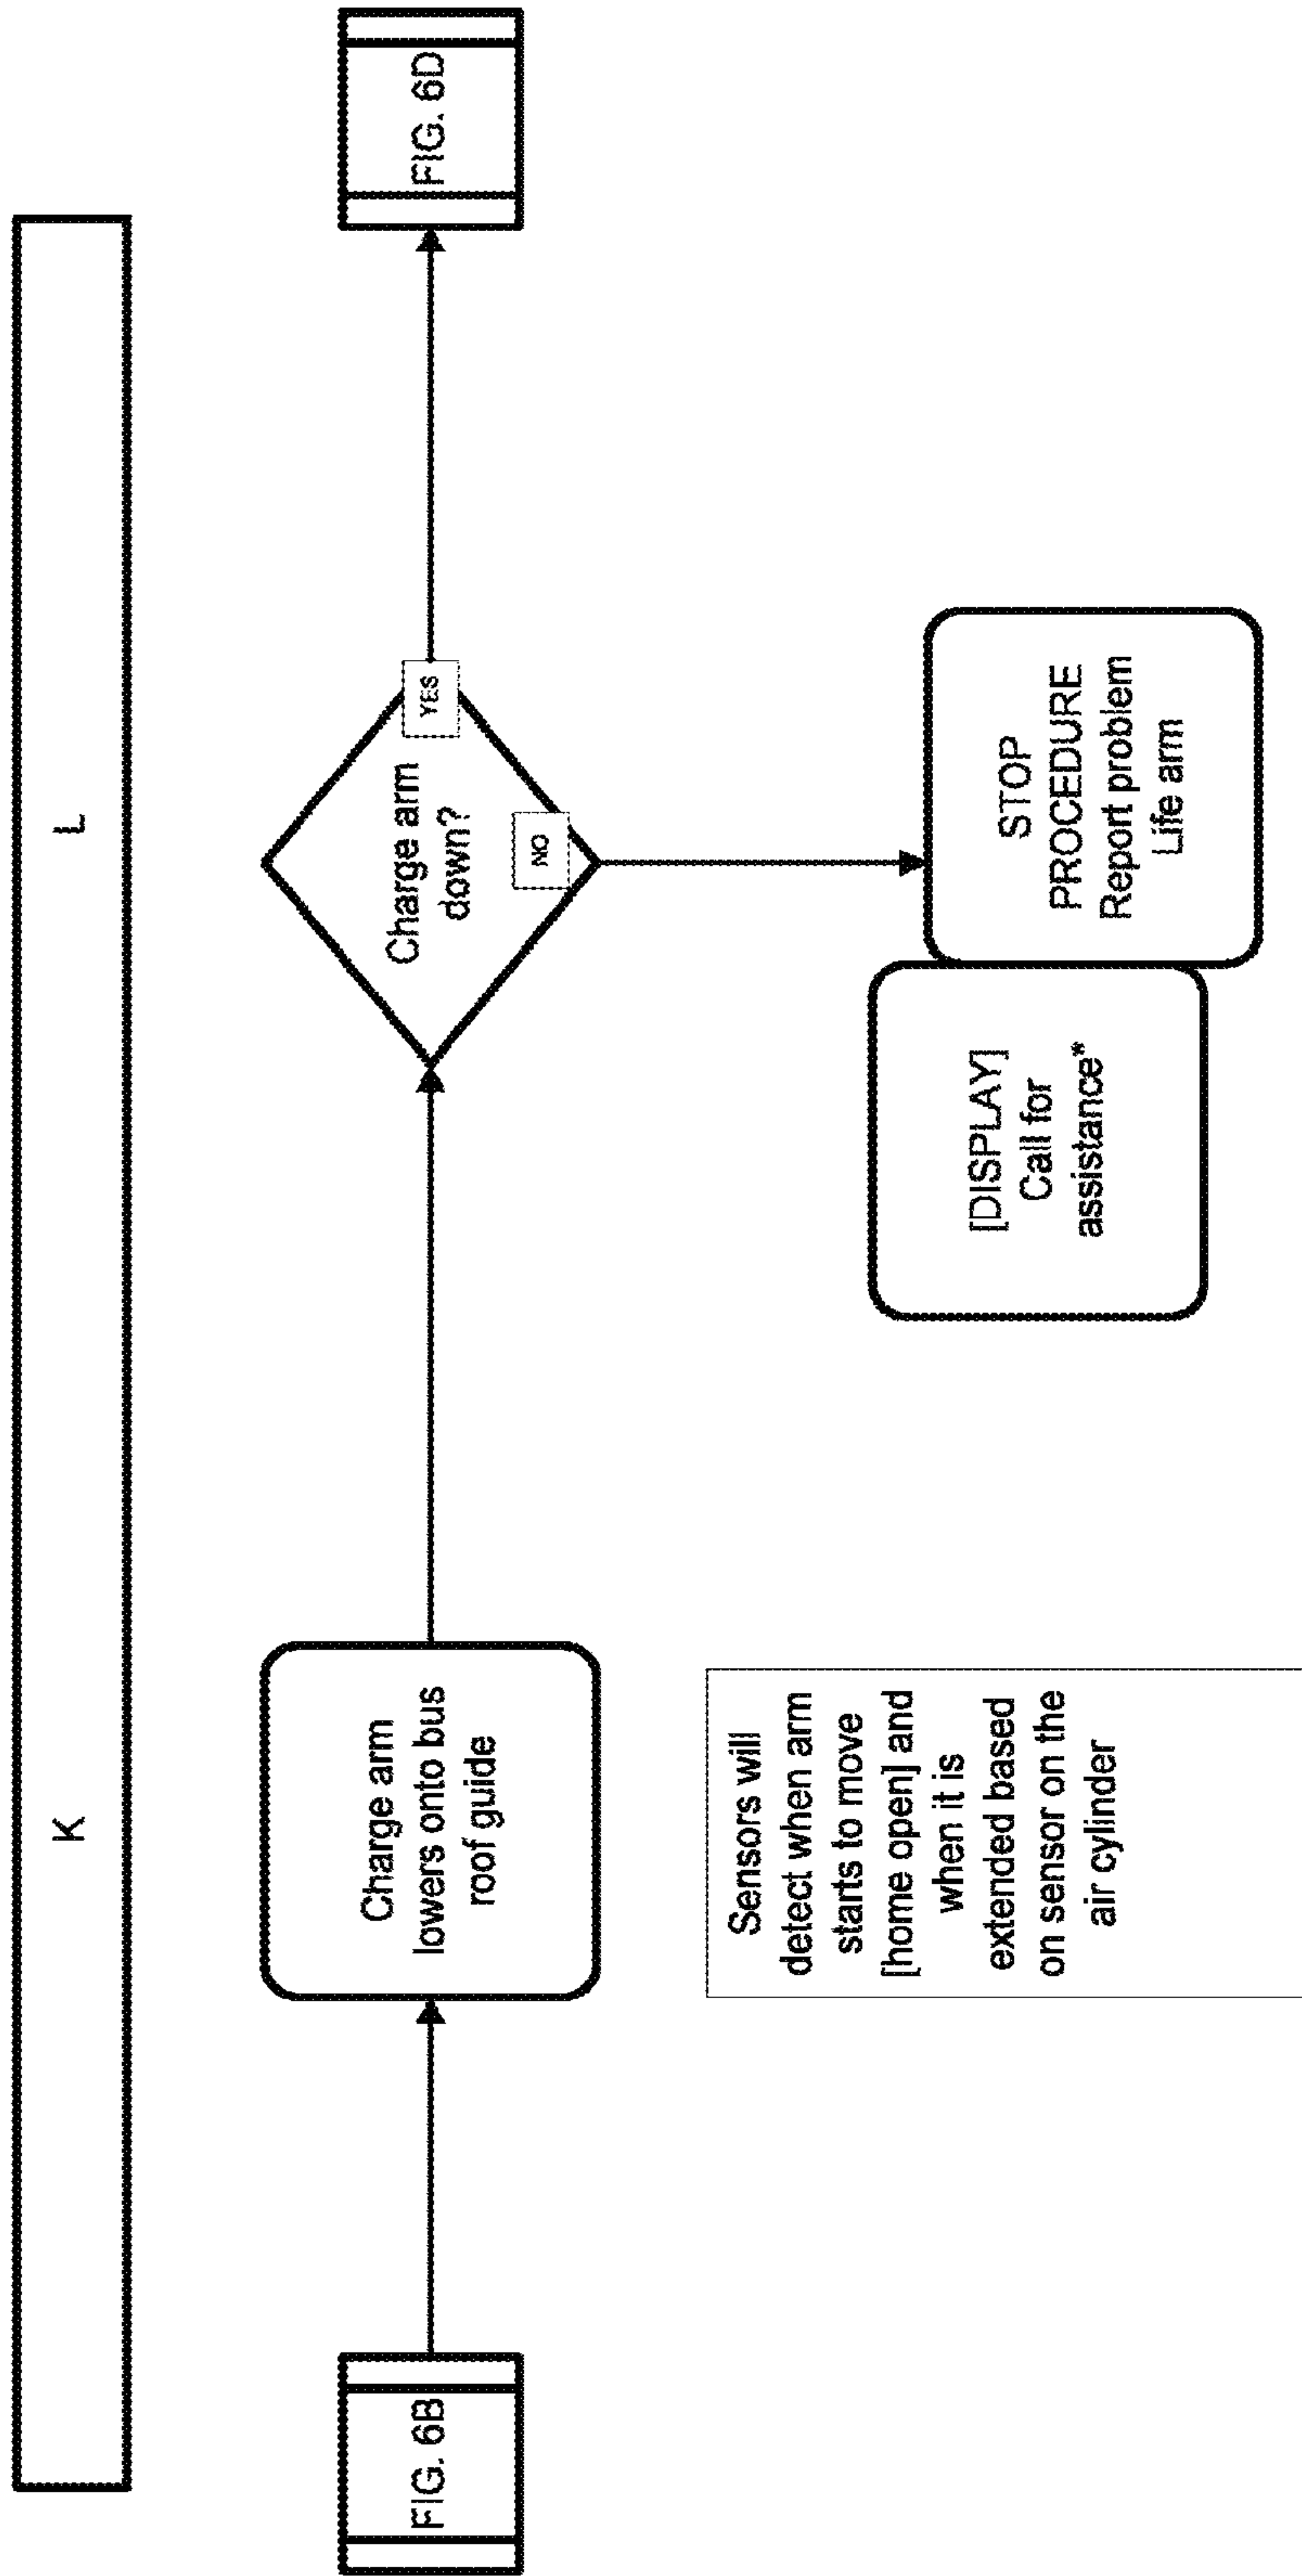 K
L
FIG. 6B
Charge arm
lowers onto bus
roof guide
Charge arm
down?
YES
NO
FIG. 6D
Sensors will
detect when arm
starts to move
[home open] and
when it is
extended based
on sensor on the
air cylinder
[DISPLAY]
Call for
assistance*
STOP
PROCEDURE
Report problem
Life arm